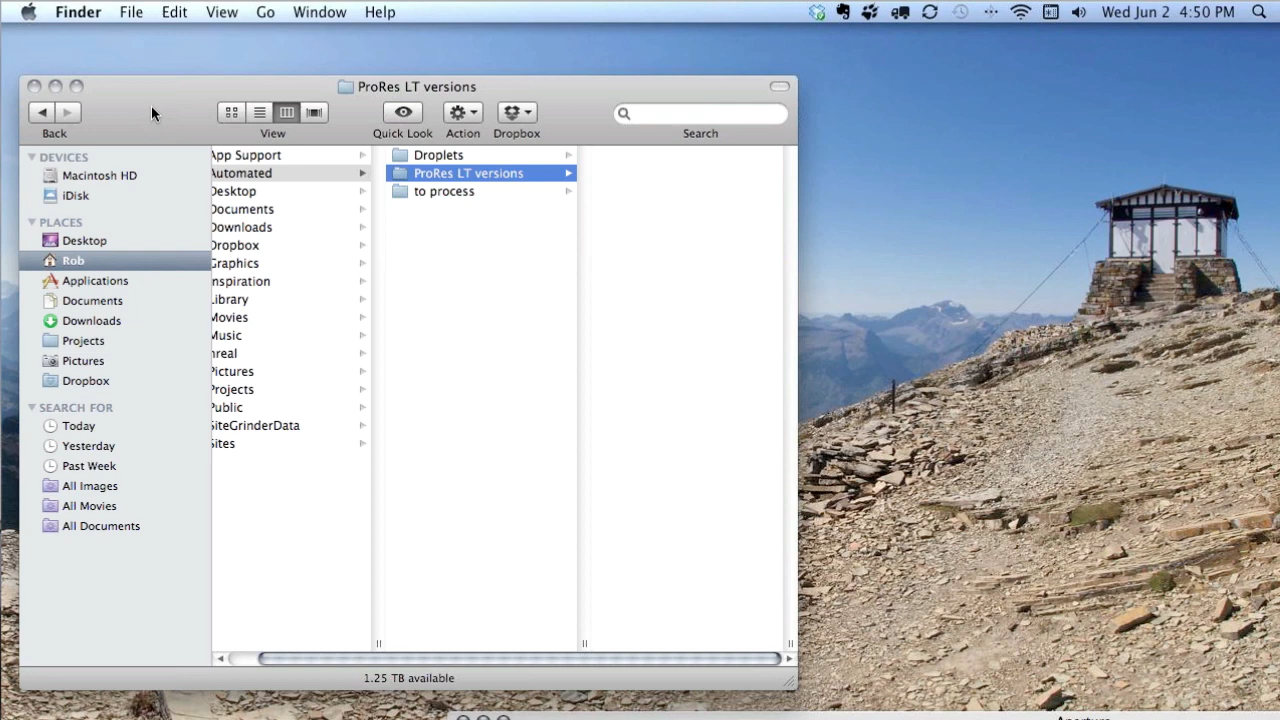 Finder File Edit View Go Window Help Wed Jun 2 4:50 PM
ProRes LT versions
Back View Quick Look Action Dropbox Search
DEVICES
Macintosh HD
iDisk
PLACES
Desktop
Rob
Applications
Documents
Downloads
Projects
Pictures
Dropbox
SEARCH FOR
Today
Yesterday
Past Week
All Images
All Movies
All Documents
App Support
Automated
Desktop
Documents
Downloads
Dropbox
Graphics
nspiration
Library
Movies
Music
nreal
Pictures
Projects
Public
SiteGrinderData
Sites
Droplets
ProRes LT versions
to process
1.25 TB available
Aperture